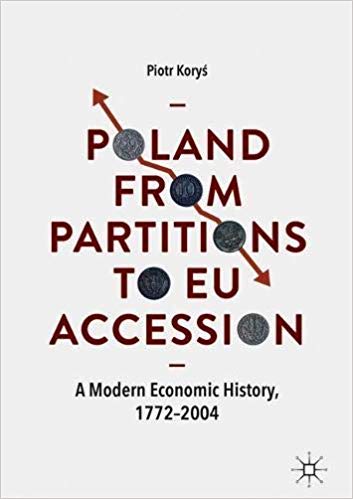 Piotr Koryś
POLAND
FROM
PARTITIONS
TO EU
ACCESSION
A Modern Economic History,
1772–2004